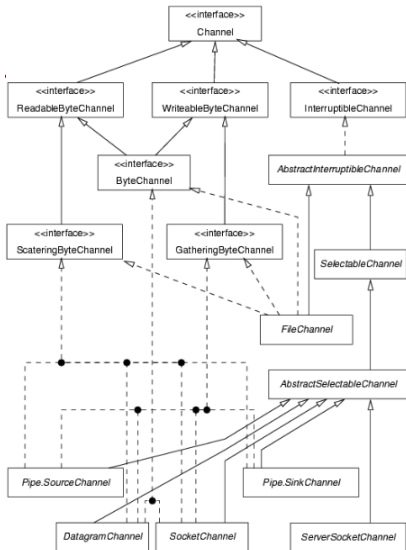 <<interface>>
Channel
<<interface>>
ReadableByteChannel
<<interface>>
WriteableByteChannel
<<interface>>
InterruptibleChannel
<<interface>>
ByteChannel
AbstractInterruptibleChannel
<<interface>>
ScateringByteChannel
<<interface>>
GatheringByteChannel
SelectableChannel
FileChannel
AbstractSelectableChannel
Pipe.SourceChannel
Pipe.SinkChannel
DatagramChannel
SocketChannel
ServerSocketChannel